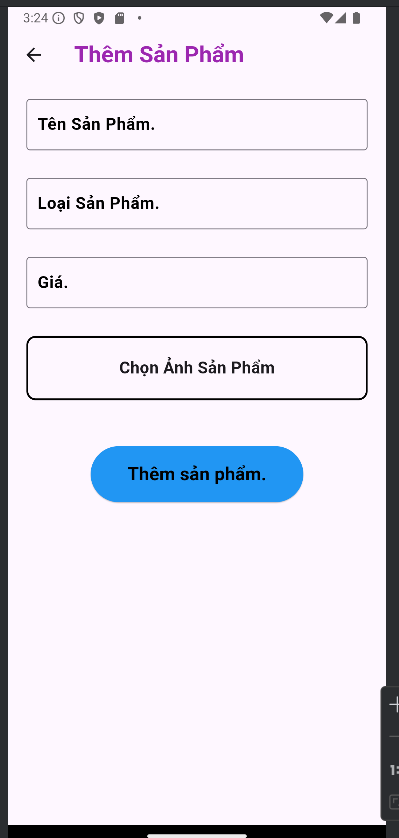 3:24
Thêm Sản Phẩm
Tên Sản Phẩm.
Loại Sản Phẩm.
Giá.
Chọn Ảnh Sản Phẩm
Thêm sản phẩm.
1: